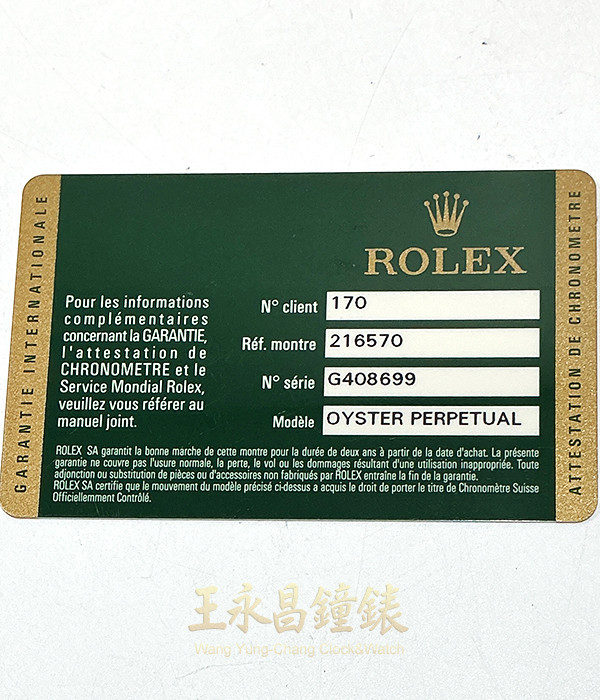 GARANTIE INTERNATIONALE
ROLEX
Pour les informations
complémentaires
concernant la GARANTIE,
l'attestation de
CHRONOMETRE et le
Service Mondial Rolex,
veuillez vous référer au
manuel joint.
N° client 170
Réf. montre 216570
N° série G408699
Modèle OYSTER PERPETUAL
ROLEX SA garantit la bonne marche de cette montre pour la durée de deux ans à partir de la date d'achat. La présente
garantie ne couvre pas l'usure normale, la perte, le vol ou les dommages résultant d'une utilisation inappropriée. Toute
adjonction ou substitution de pièces ou d'accessoires non fabriqués par ROLEX entraîne la fin de la garantie.
ROLEX SA certifie que le mouvement du modèle précisé ci-dessus a acquis le droit de porter le titre de Chronomètre Suisse
Officiellement Contrôlé.
ATTESTATION DE CHRONOMETRE
王永昌鐘錶
Wang Yung-Chang Clock&Watch